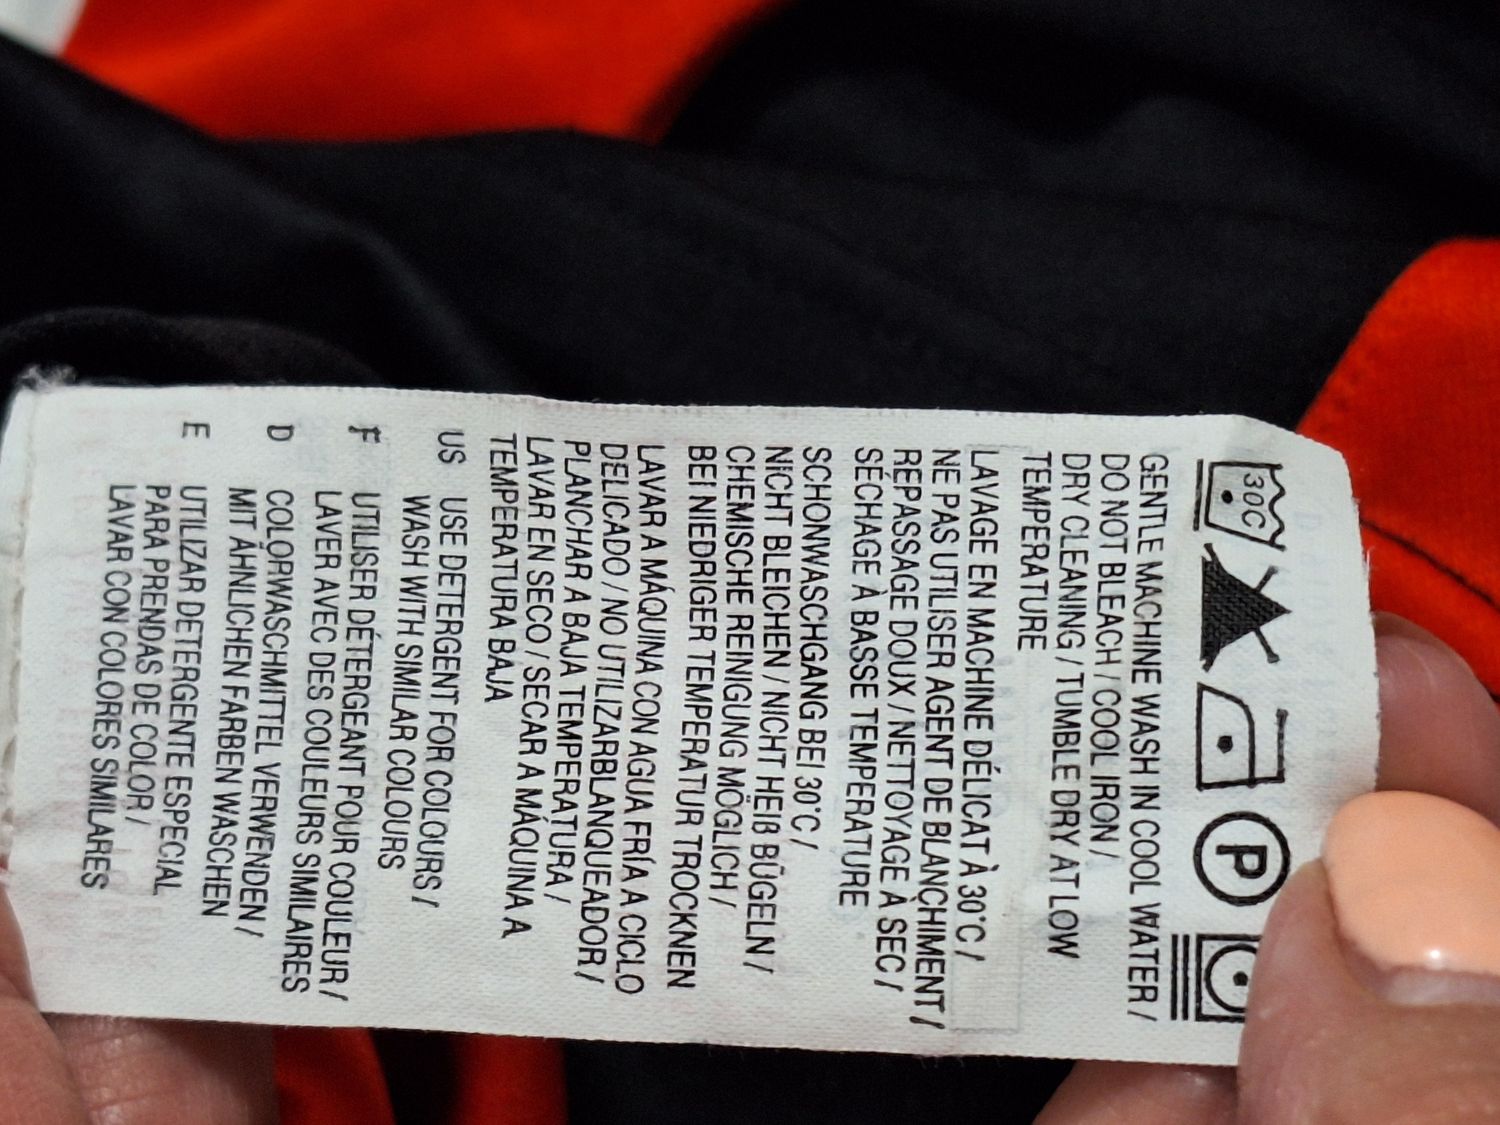 30C
P
GENTLE MACHINE WASH IN COOL WATER /
DO NOT BLEACH / COOL IRON /
DRY CLEANING / TUMBLE DRY AT LOW
TEMPERATURE
LAVAGE EN MACHINE DÉLICAT À 30°C /
NE PAS UTILISER AGENT DE BLANCHIMENT /
REPASSAGE DOUX / NETTOYAGE À SEC /
SÉCHAGE À BASSE TEMPERATURE
SCHONWASCHGANG BEI 30°C /
NICHT BLEICHEN / NICHT HEIß BÜGELN /
CHEMISCHE REINIGUNG MÖGLICH /
BEI NIEDRIGER TEMPERATUR TROCKNEN
LAVAR A MÁQUINA CON AGUA FRÍA A CICLO
DELICADO / NO UTILIZARBLANQUEADOR /
PLANCHAR A BAJA TEMPERATURA /
LAVAR EN SECO / SECAR A MÁQUINA A
TEMPERATURA BAJA
US USE DETERGENT FOR COLOURS /
WASH WITH SIMILAR COLOURS
F UTILISER DÉTERGEANT POUR COULEUR /
LAVER AVEC DES COULEURS SIMILAIRES
D COLORWASCHMITTEL VERWENDEN /
MIT ÄHNLICHEN FARBEN WASCHEN
E UTILIZAR DETERGENTE ESPECIAL
PARA PRENDAS DE COLOR /
LAVAR CON COLORES SIMILARES